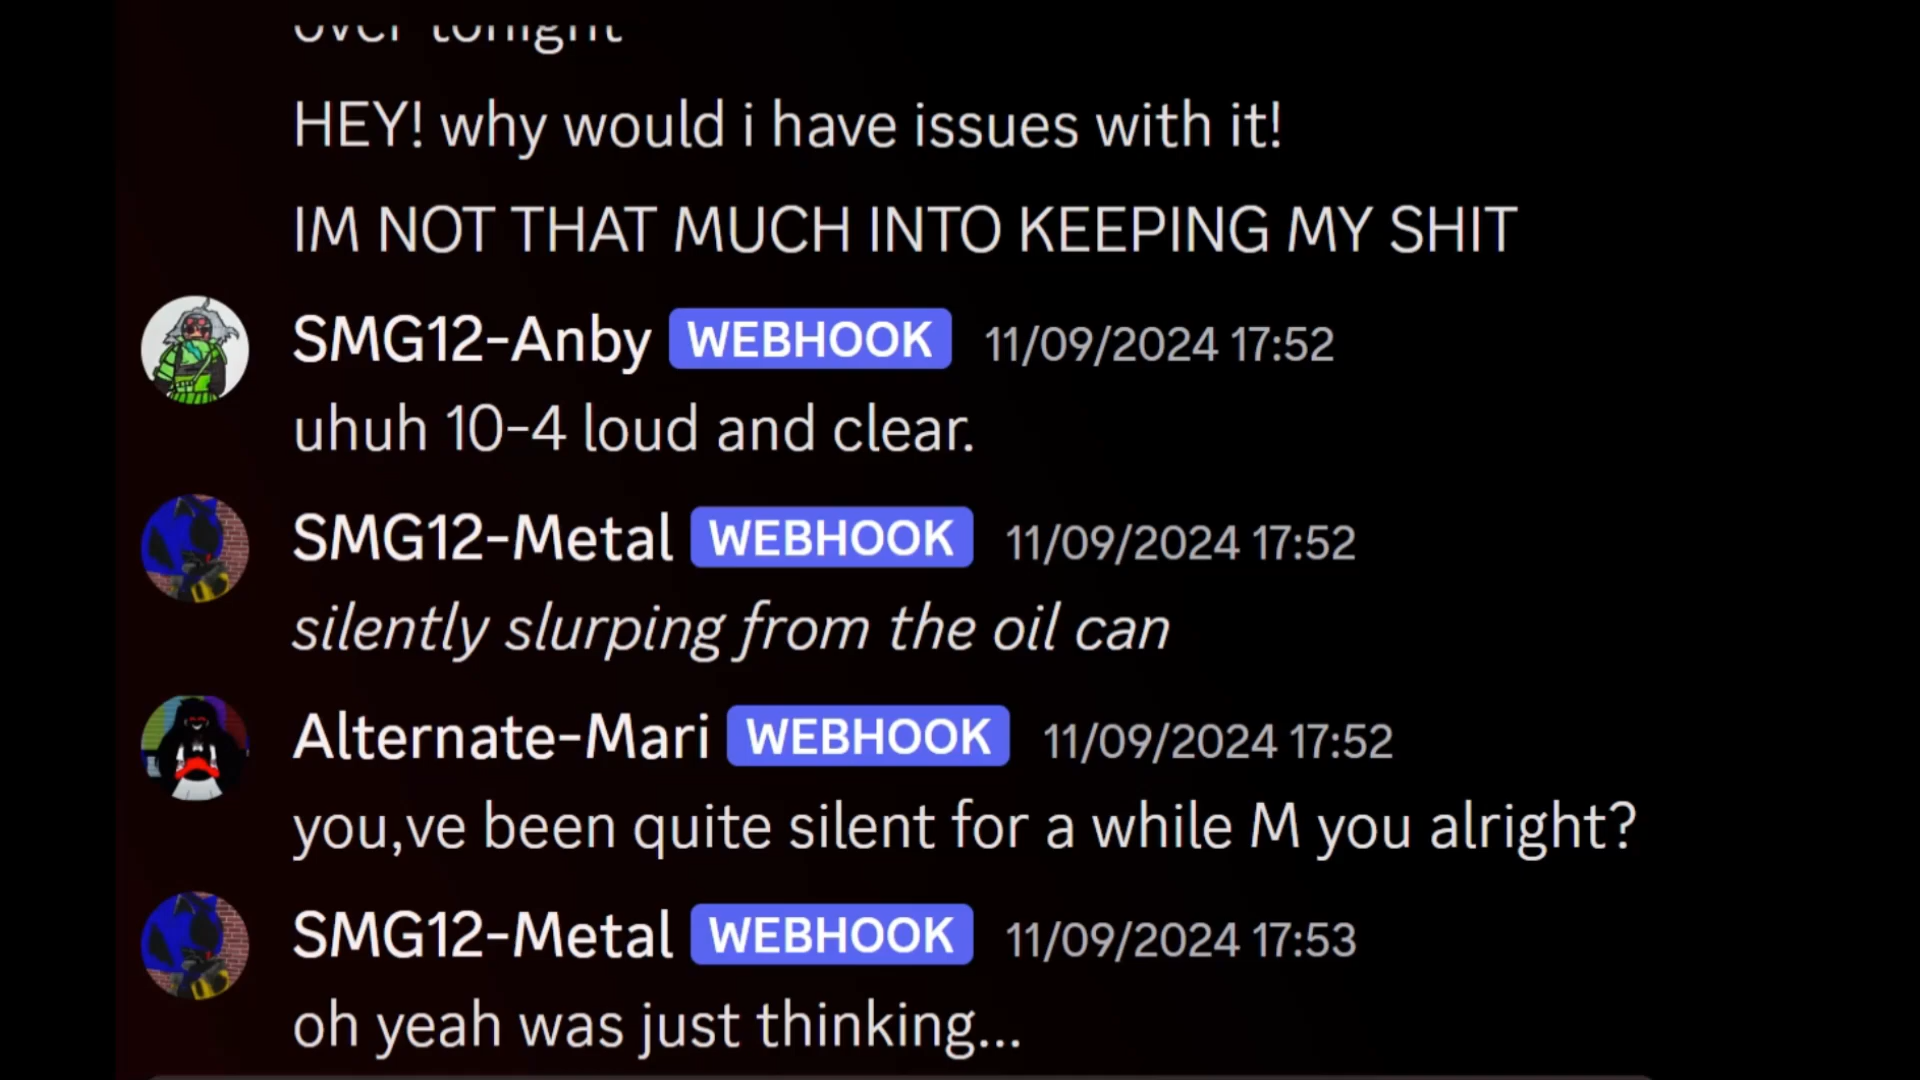 over tonight
HEY! why would i have issues with it!
IM NOT THAT MUCH INTO KEEPING MY SHIT
SMG12-Anby WEBHOOK 11/09/2024 17:52
uhuh 10-4 loud and clear.
SMG12-Metal WEBHOOK 11/09/2024 17:52
silently slurping from the oil can
Alternate-Mari WEBHOOK 11/09/2024 17:52
you,ve been quite silent for a while M you alright?
SMG12-Metal WEBHOOK 11/09/2024 17:53
oh yeah was just thinking...